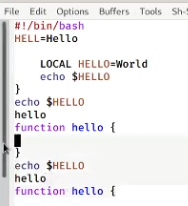 File Edit Options Buffers Tools Sh-S
#!/bin/bash
HELL=Hello
LOCAL HELLO=World
echo $HELLO
}
echo $HELLO
hello
function hello {
}
echo $HELLO
hello
function hello {